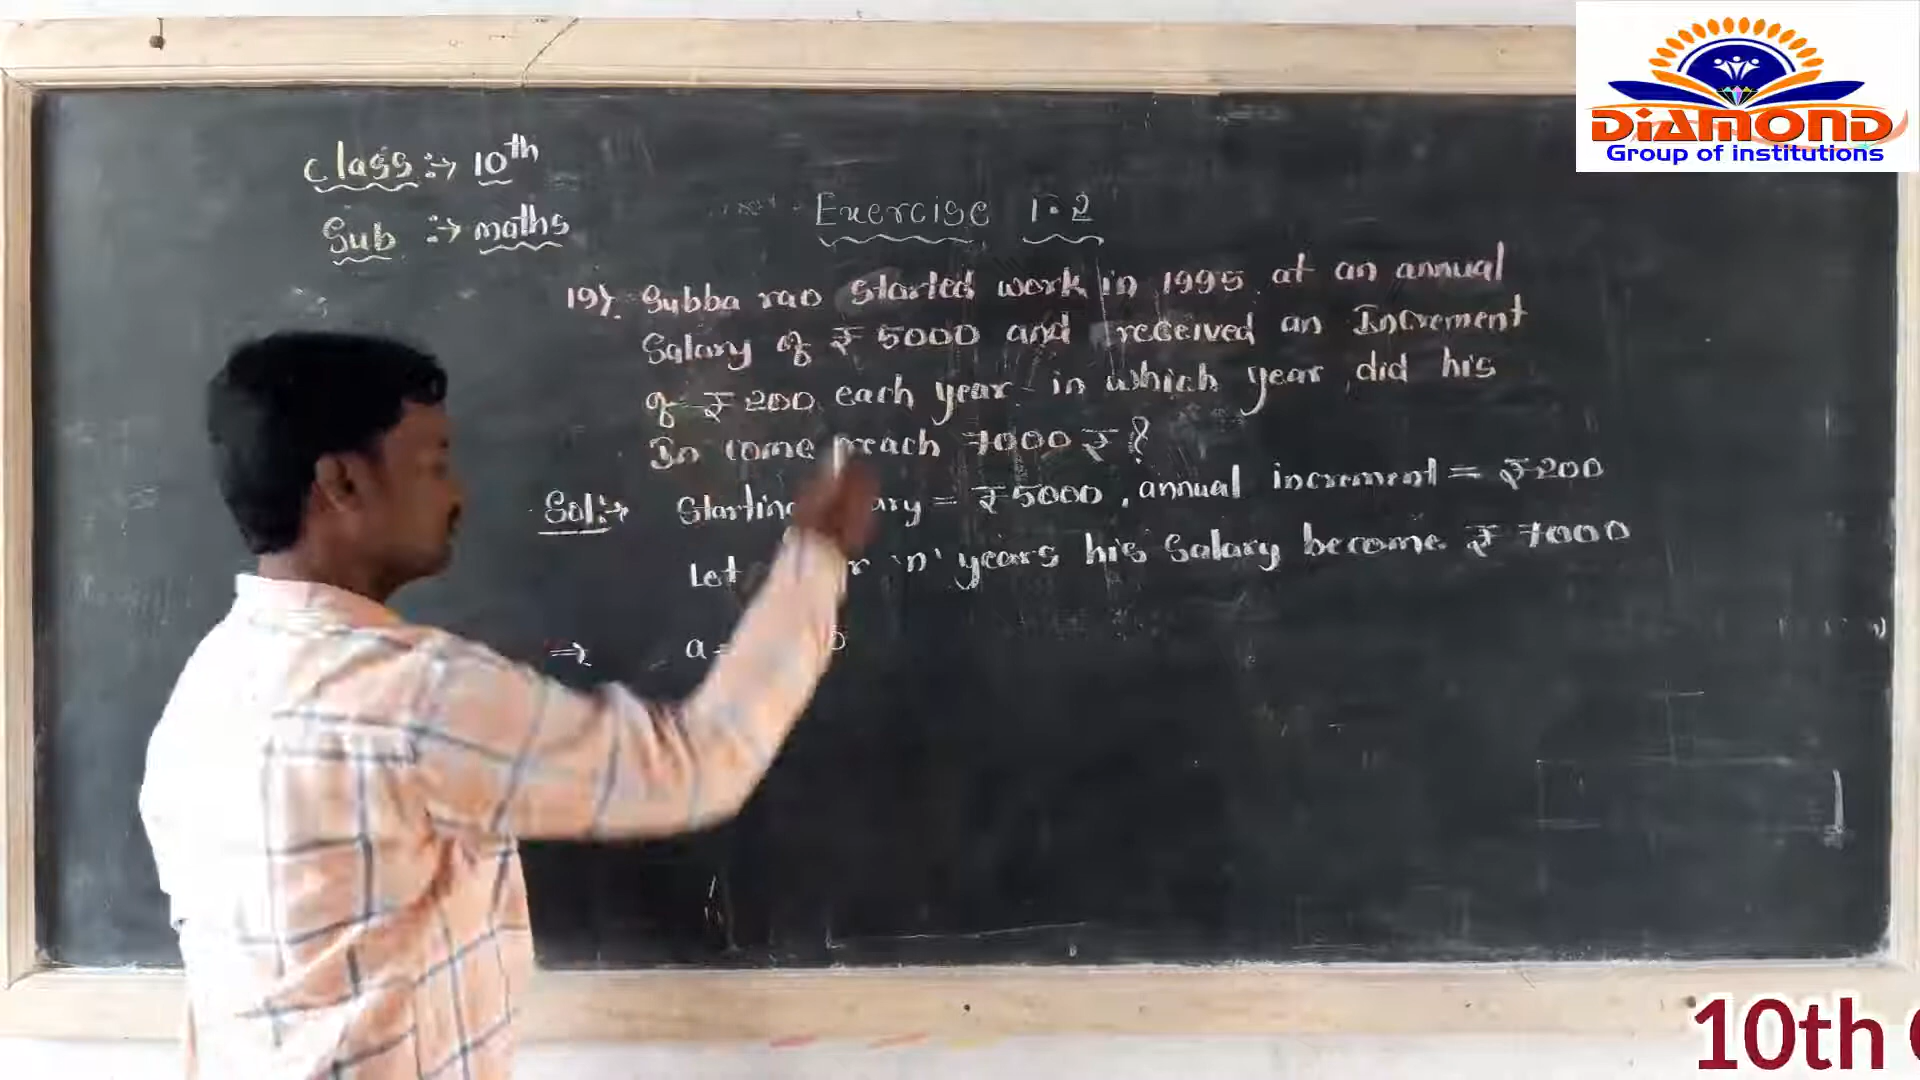 DIAMOND
Group of institutions
Class :→ 10th
Sub :→ maths
Exercise 1.2
19). Subba rao started work in 1995 at an annual
Salary of ₹ 5000 and received an Increment
of ₹ 200 each year in which year did his
In come reach 7000 ₹ ?
Sol:→ Starting = ₹ 5000, annual increment = ₹ 200
Let 'n' years his salary become ₹ 7000
⇒ a =
10th